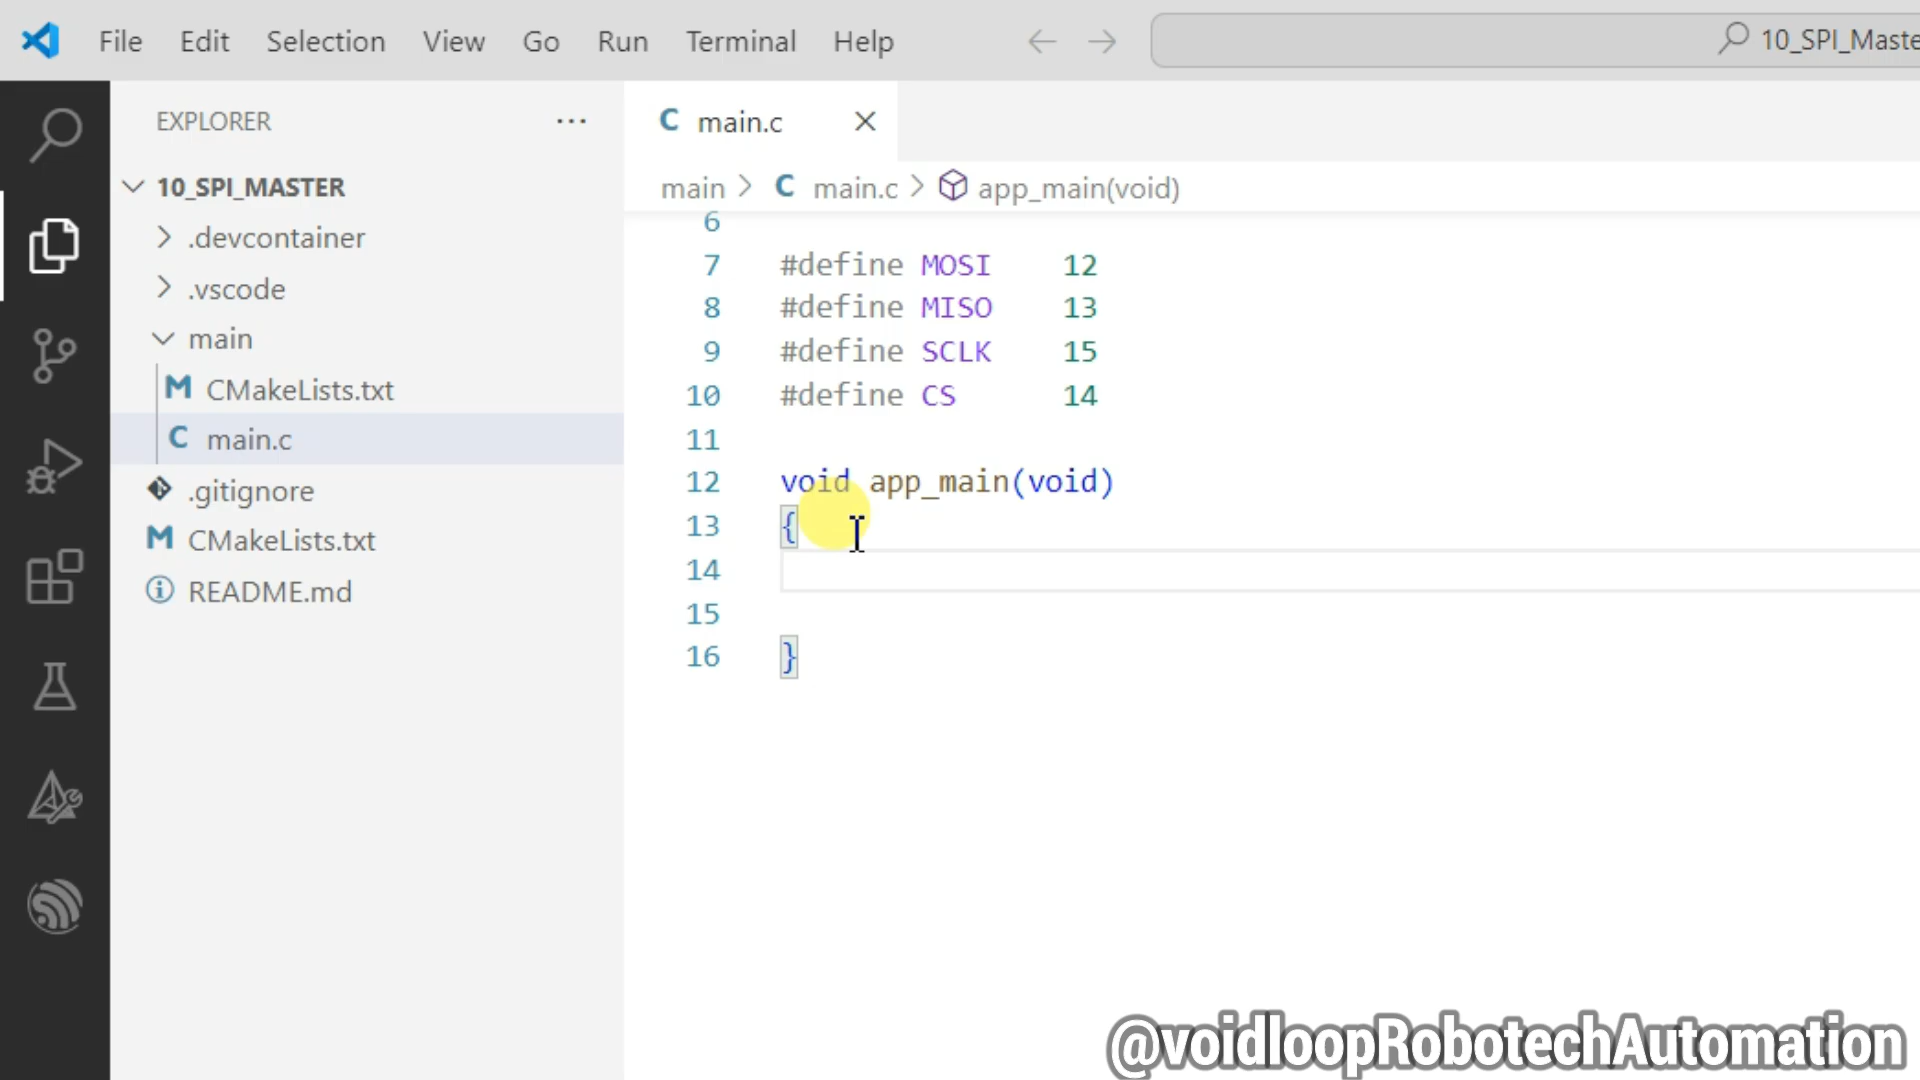 File Edit Selection View Go Run Terminal Help
10_SPI_Maste
EXPLORER
10_SPI_MASTER
.devcontainer
.vscode
main
M CMakeLists.txt
C main.c
.gitignore
M CMakeLists.txt
README.md
C main.c
main > C main.c > app_main(void)
6
7 #define MOSI 12
8 #define MISO 13
9 #define SCLK 15
10 #define CS 14
11
12 void app_main(void)
13 {
14
15
16 }
@voidloopRobotechAutomation